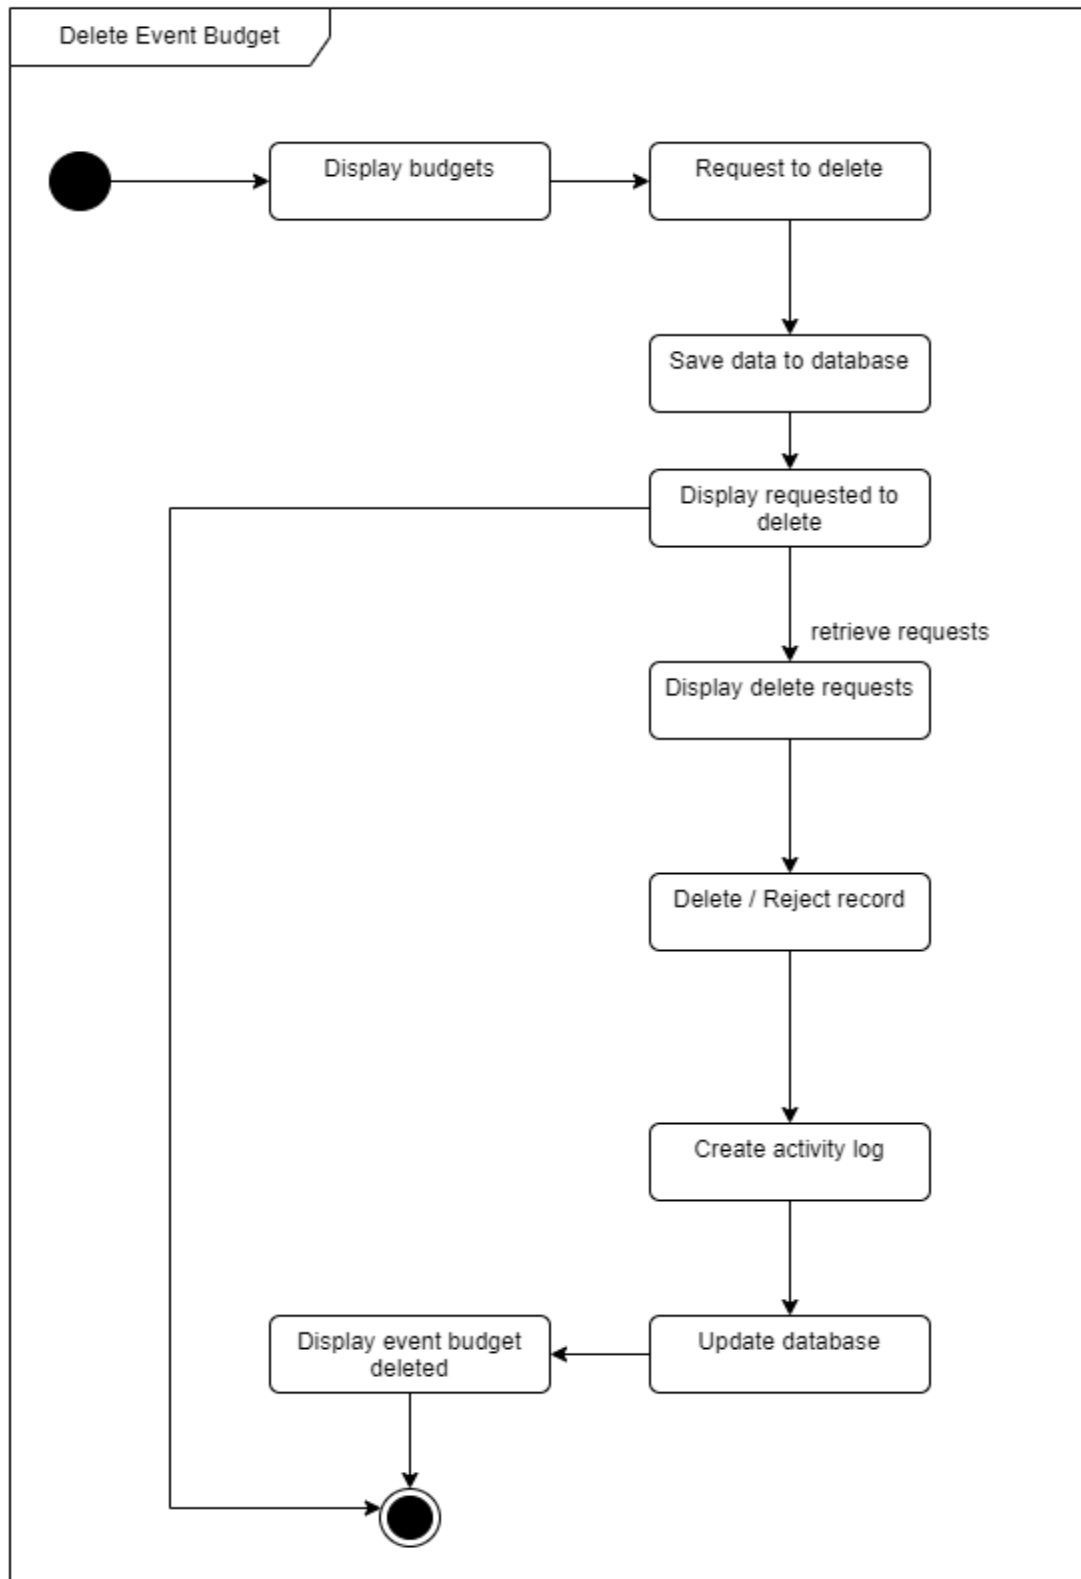 Delete Event Budget
Display budgets
Request to delete
Save data to database
Display requested to
delete
retrieve requests
Display delete requests
Delete / Reject record
Create activity log
Update database
Display event budget
deleted